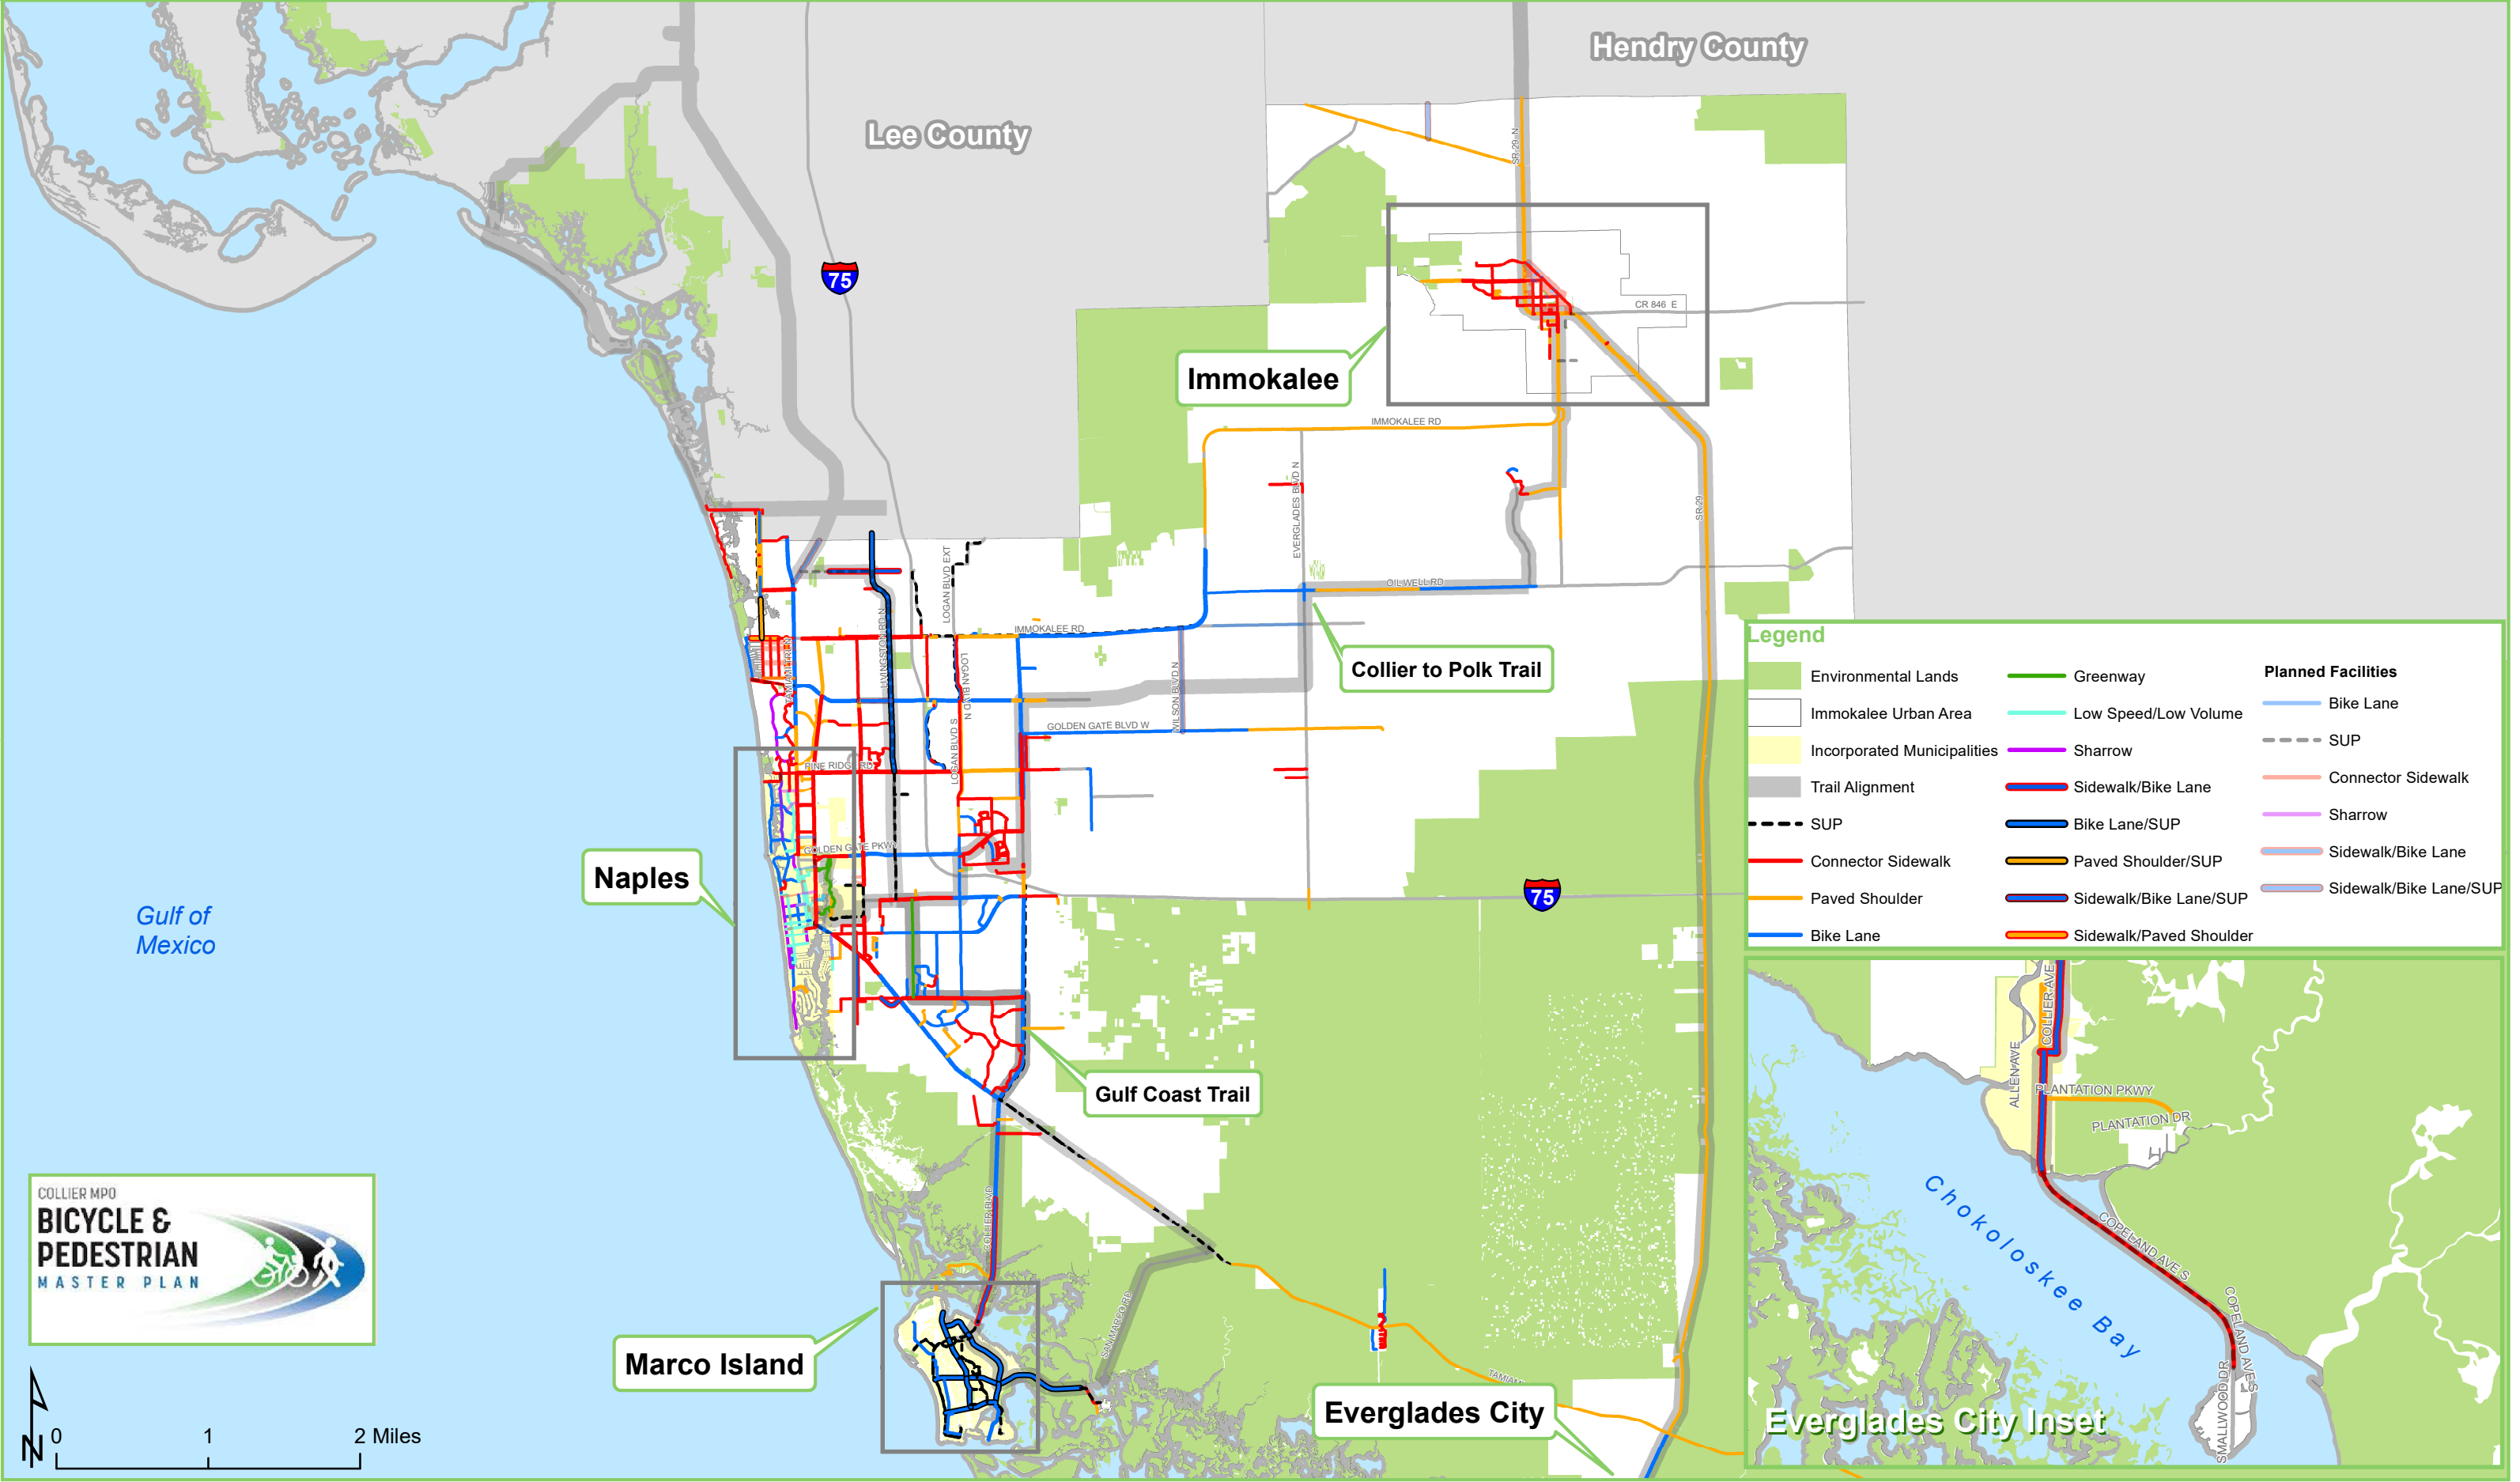 Hendry County
Lee County
75
SR 29 N
CR 846 E
Immokalee
IMMOKALEE RD
EVERGLADES BLVD N
SR 29
LOGAN BLVD EXT
OIL WELL RD
IMMOKALEE RD
LIVINGSTON RD N
TAMIAMI TRL N
LOGAN BLVD N
WILSON BLVD N
Collier to Polk Trail
GOLDEN GATE BLVD W
LOGAN BLVD S
PINE RIDGE RD
GOLDEN GATE PKWY
Naples
75
Gulf of
Mexico
Gulf Coast Trail
COLLIER BLVD
SAN MARCO RD
Marco Island
Everglades City
Legend
Environmental Lands
Immokalee Urban Area
Incorporated Municipalities
Trail Alignment
SUP
Connector Sidewalk
Paved Shoulder
Bike Lane
Greenway
Low Speed/Low Volume
Sharrow
Sidewalk/Bike Lane
Bike Lane/SUP
Paved Shoulder/SUP
Sidewalk/Bike Lane/SUP
Sidewalk/Paved Shoulder
Planned Facilities
Bike Lane
SUP
Connector Sidewalk
Sharrow
Sidewalk/Bike Lane
Sidewalk/Bike Lane/SUP
COLLIER AVE
ALLEN AVE
PLANTATION PKWY
PLANTATION DR
Chokoloskee Bay
COPELAND AVE S
COPELAND AVE S
SMALLWOOD DR
Everglades City Inset
COLLIER MPO
BICYCLE &
PEDESTRIAN
MASTER PLAN
N
0 1 2 Miles